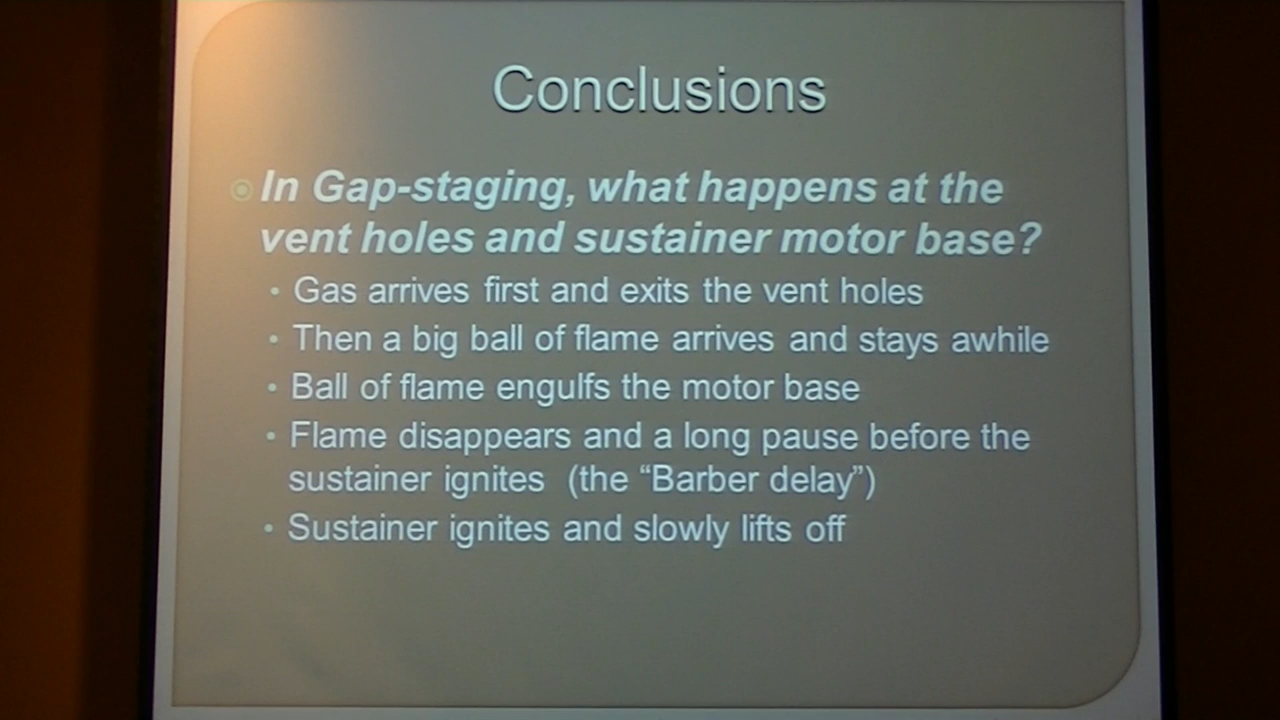 Conclusions
In Gap-staging, what happens at the
vent holes and sustainer motor base?
• Gas arrives first and exits the vent holes
• Then a big ball of flame arrives and stays awhile
• Ball of flame engulfs the motor base
• Flame disappears and a long pause before the
sustainer ignites (the “Barber delay”)
• Sustainer ignites and slowly lifts off